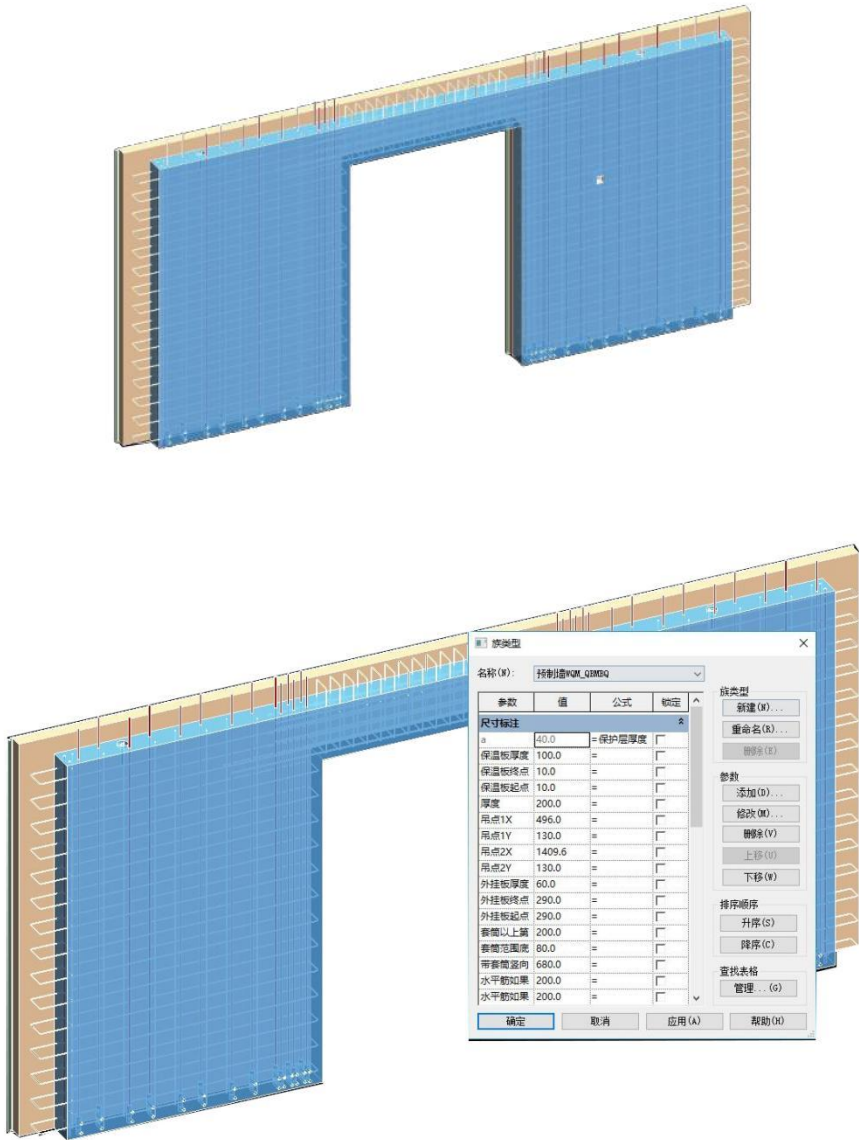 族类型
名称(N): 预制墙WQM_QBMBQ
参数 值 公式 锁定
尺寸标注
a 40.0 =保护层厚度
保温板厚度 100.0 =
保温板终点 10.0 =
保温板起点 10.0 =
厚度 200.0 =
吊点1X 496.0 =
吊点1Y 130.0 =
吊点2X 1409.6 =
吊点2Y 130.0 =
外挂板厚度 60.0 =
外挂板终点 290.0 =
外挂板起点 290.0 =
套筒以上箍 200.0 =
套筒范围底 80.0 =
带套筒竖向 680.0 =
水平筋如果 200.0 =
水平筋如果 200.0 =
族类型
新建(N)...
重命名(R)...
删除(E)
参数
添加(D)...
修改(M)...
删除(V)
上移(U)
下移(W)
排序顺序
升序(S)
降序(C)
查找表格
管理...(G)
确定 取消 应用(A) 帮助(H)